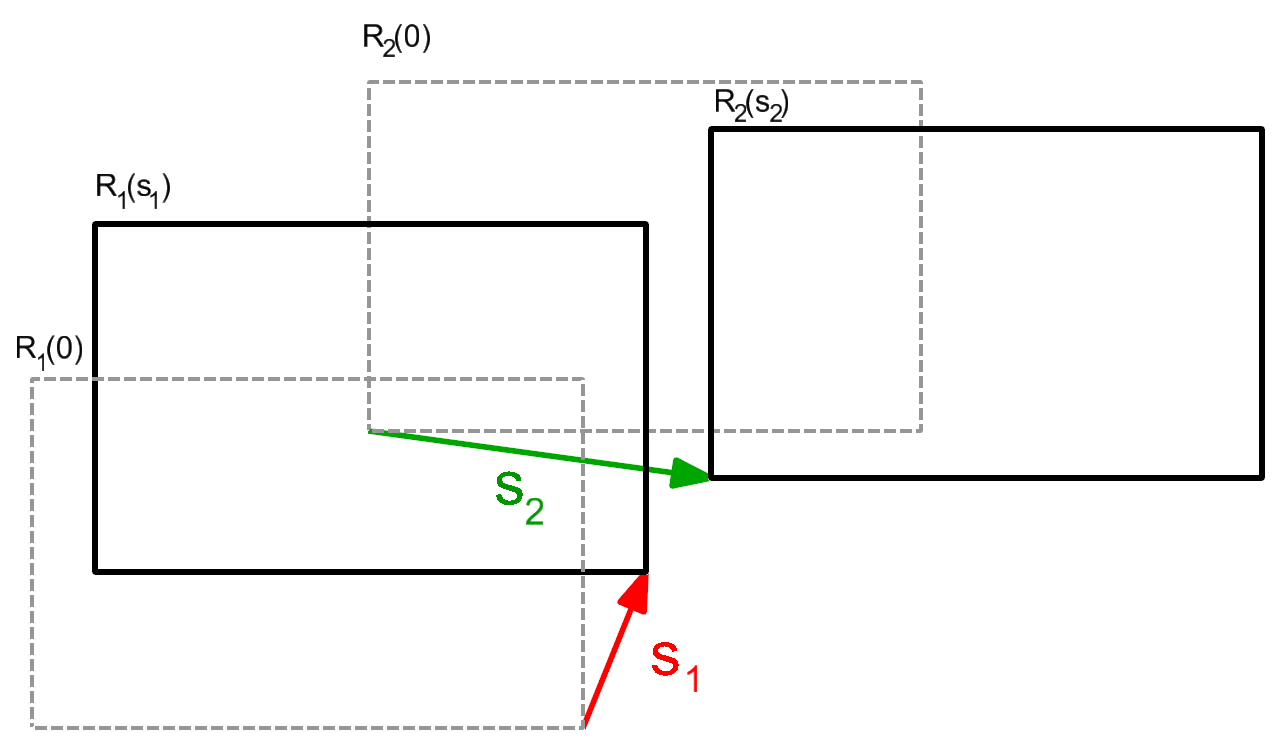 R₂(0)
R₂(s₂)
R₁(s₁)
R₁(0)
s₂
s₁